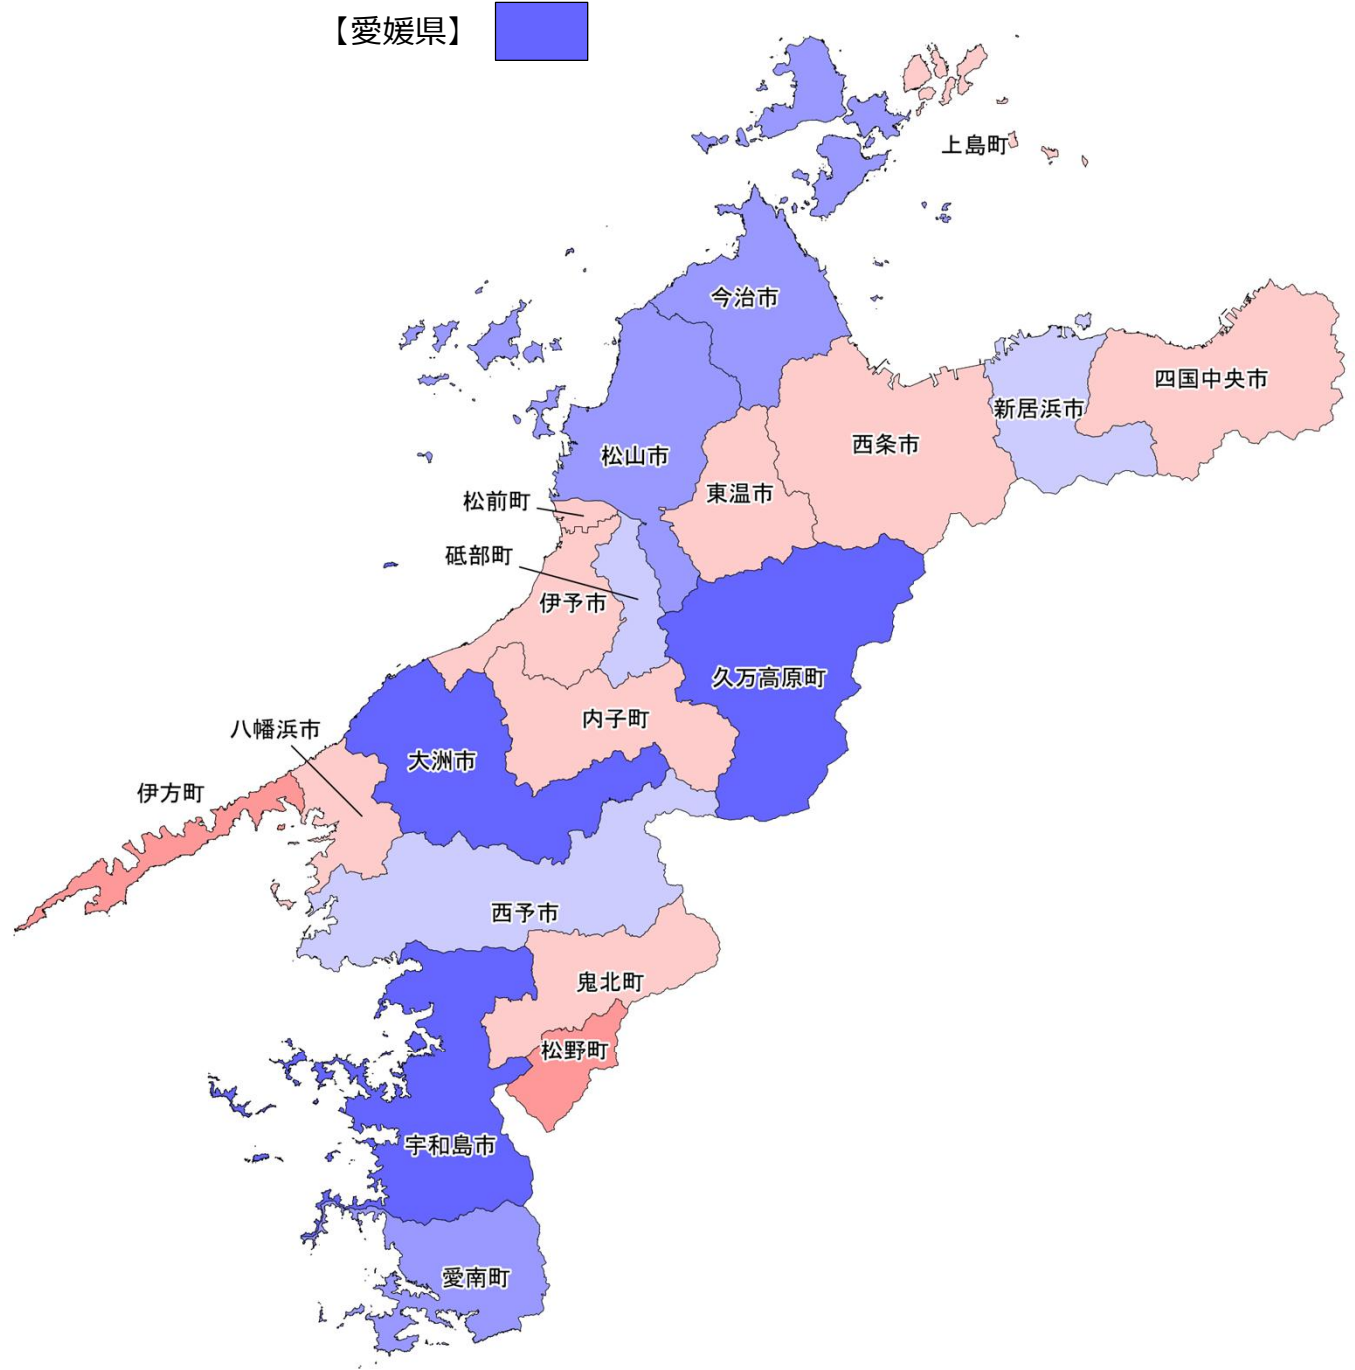 【愛媛県】
上島町
今治市
四国中央市
新居浜市
西条市
松山市
東温市
松前町
砥部町
伊予市
久万高原町
内子町
八幡浜市
大洲市
伊方町
西予市
鬼北町
松野町
宇和島市
愛南町